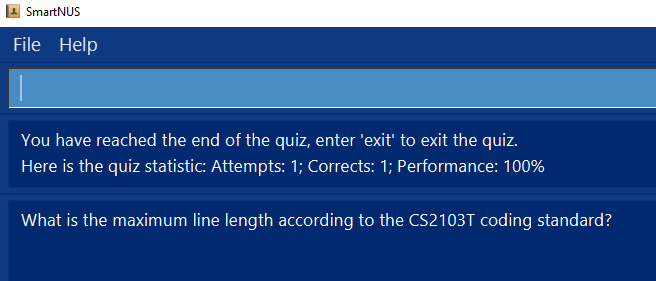 SmartNUS
File Help
You have reached the end of the quiz, enter 'exit' to exit the quiz.
Here is the quiz statistic: Attempts: 1; Corrects: 1; Performance: 100%
What is the maximum line length according to the CS2103T coding standard?